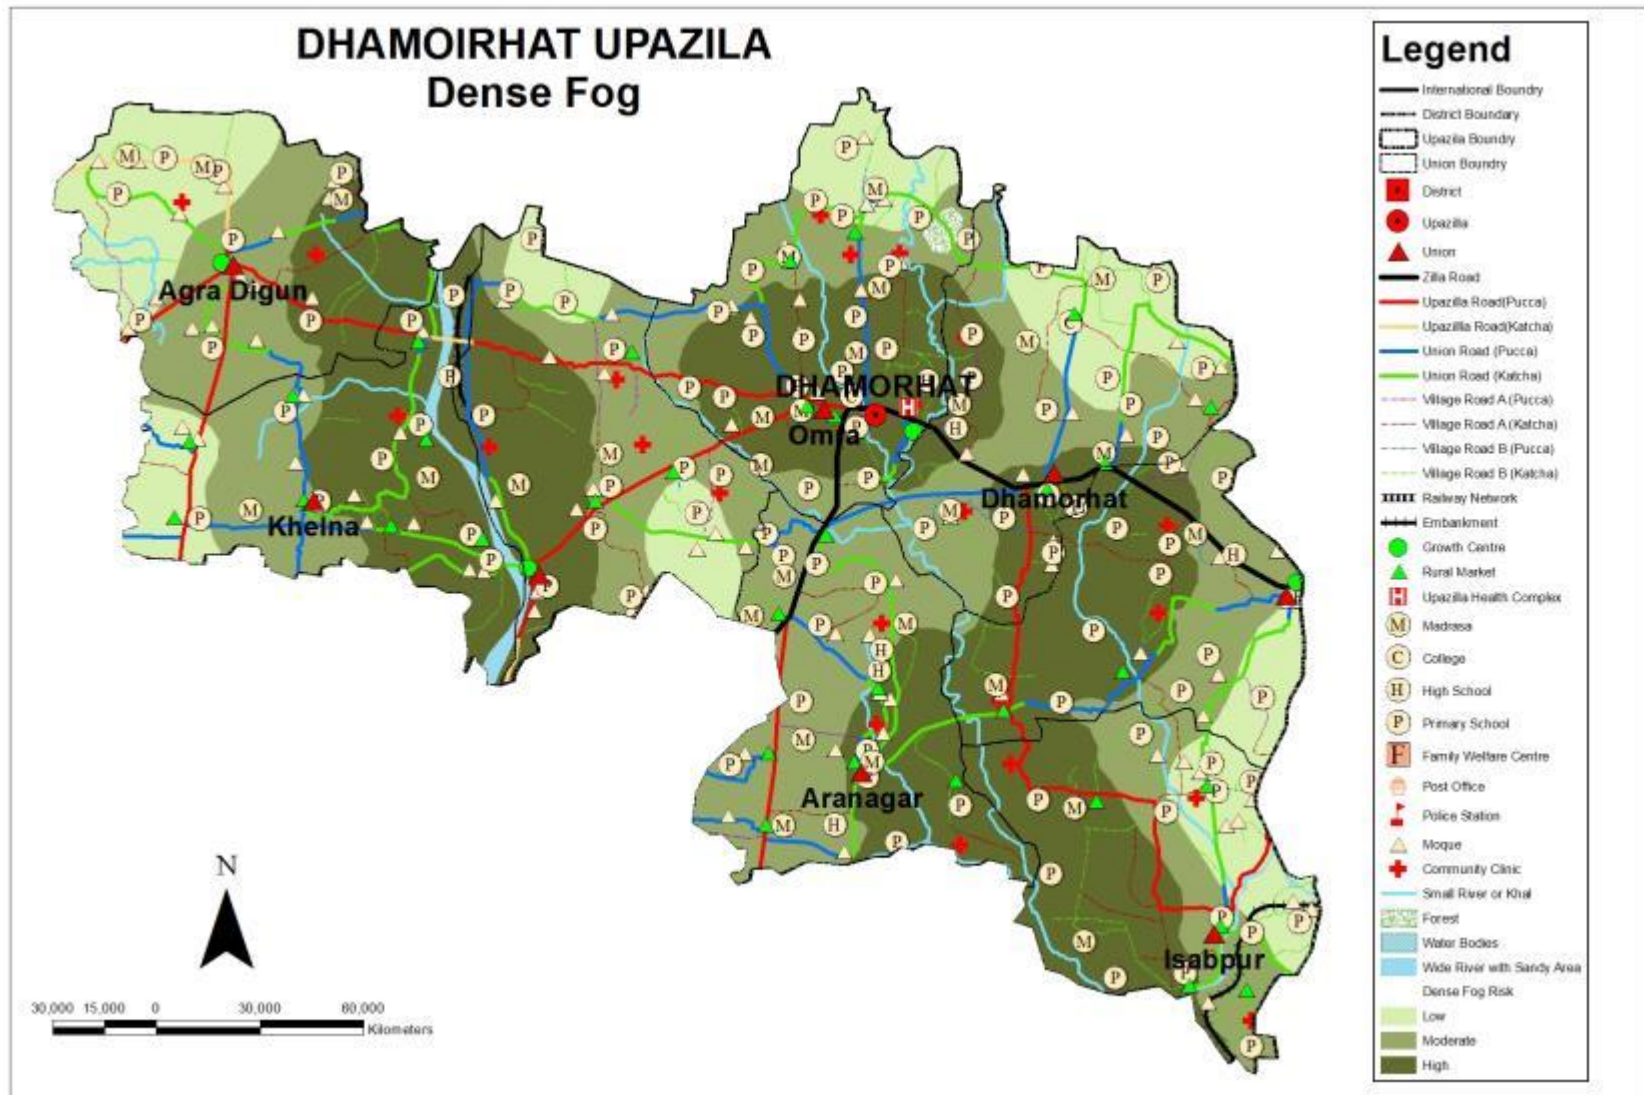 DHAMOIRHAT UPAZILA
Dense Fog
Agra Digun
Khelna
DHAMORHAT
Omra
Dhamorhat
Aranagar
Isabpur
N
30,000 15,000 0 30,000 60,000
Kilometers
Legend
International Boundry
District Boundary
Upazila Boundry
Union Boundry
District
Upazilla
Union
Zilla Road
Upazilla Road(Pucca)
Upazillla Road(Katcha)
Union Road (Pucca)
Union Road (Katcha)
Village Road A (Pucca)
Village Road A (Katcha)
Village Road B (Pucca)
Village Road B (Katcha)
Railway Network
Embankment
Growth Centre
Rural Market
H Upazilla Health Complex
M Madrasa
C College
H High School
P Primary School
F Family Welfare Centre
Post Office
Police Station
Moque
Community Clinic
Small River or Khal
Forest
Water Bodies
Wide River with Sandy Area
Dense Fog Risk
Low
Moderate
High